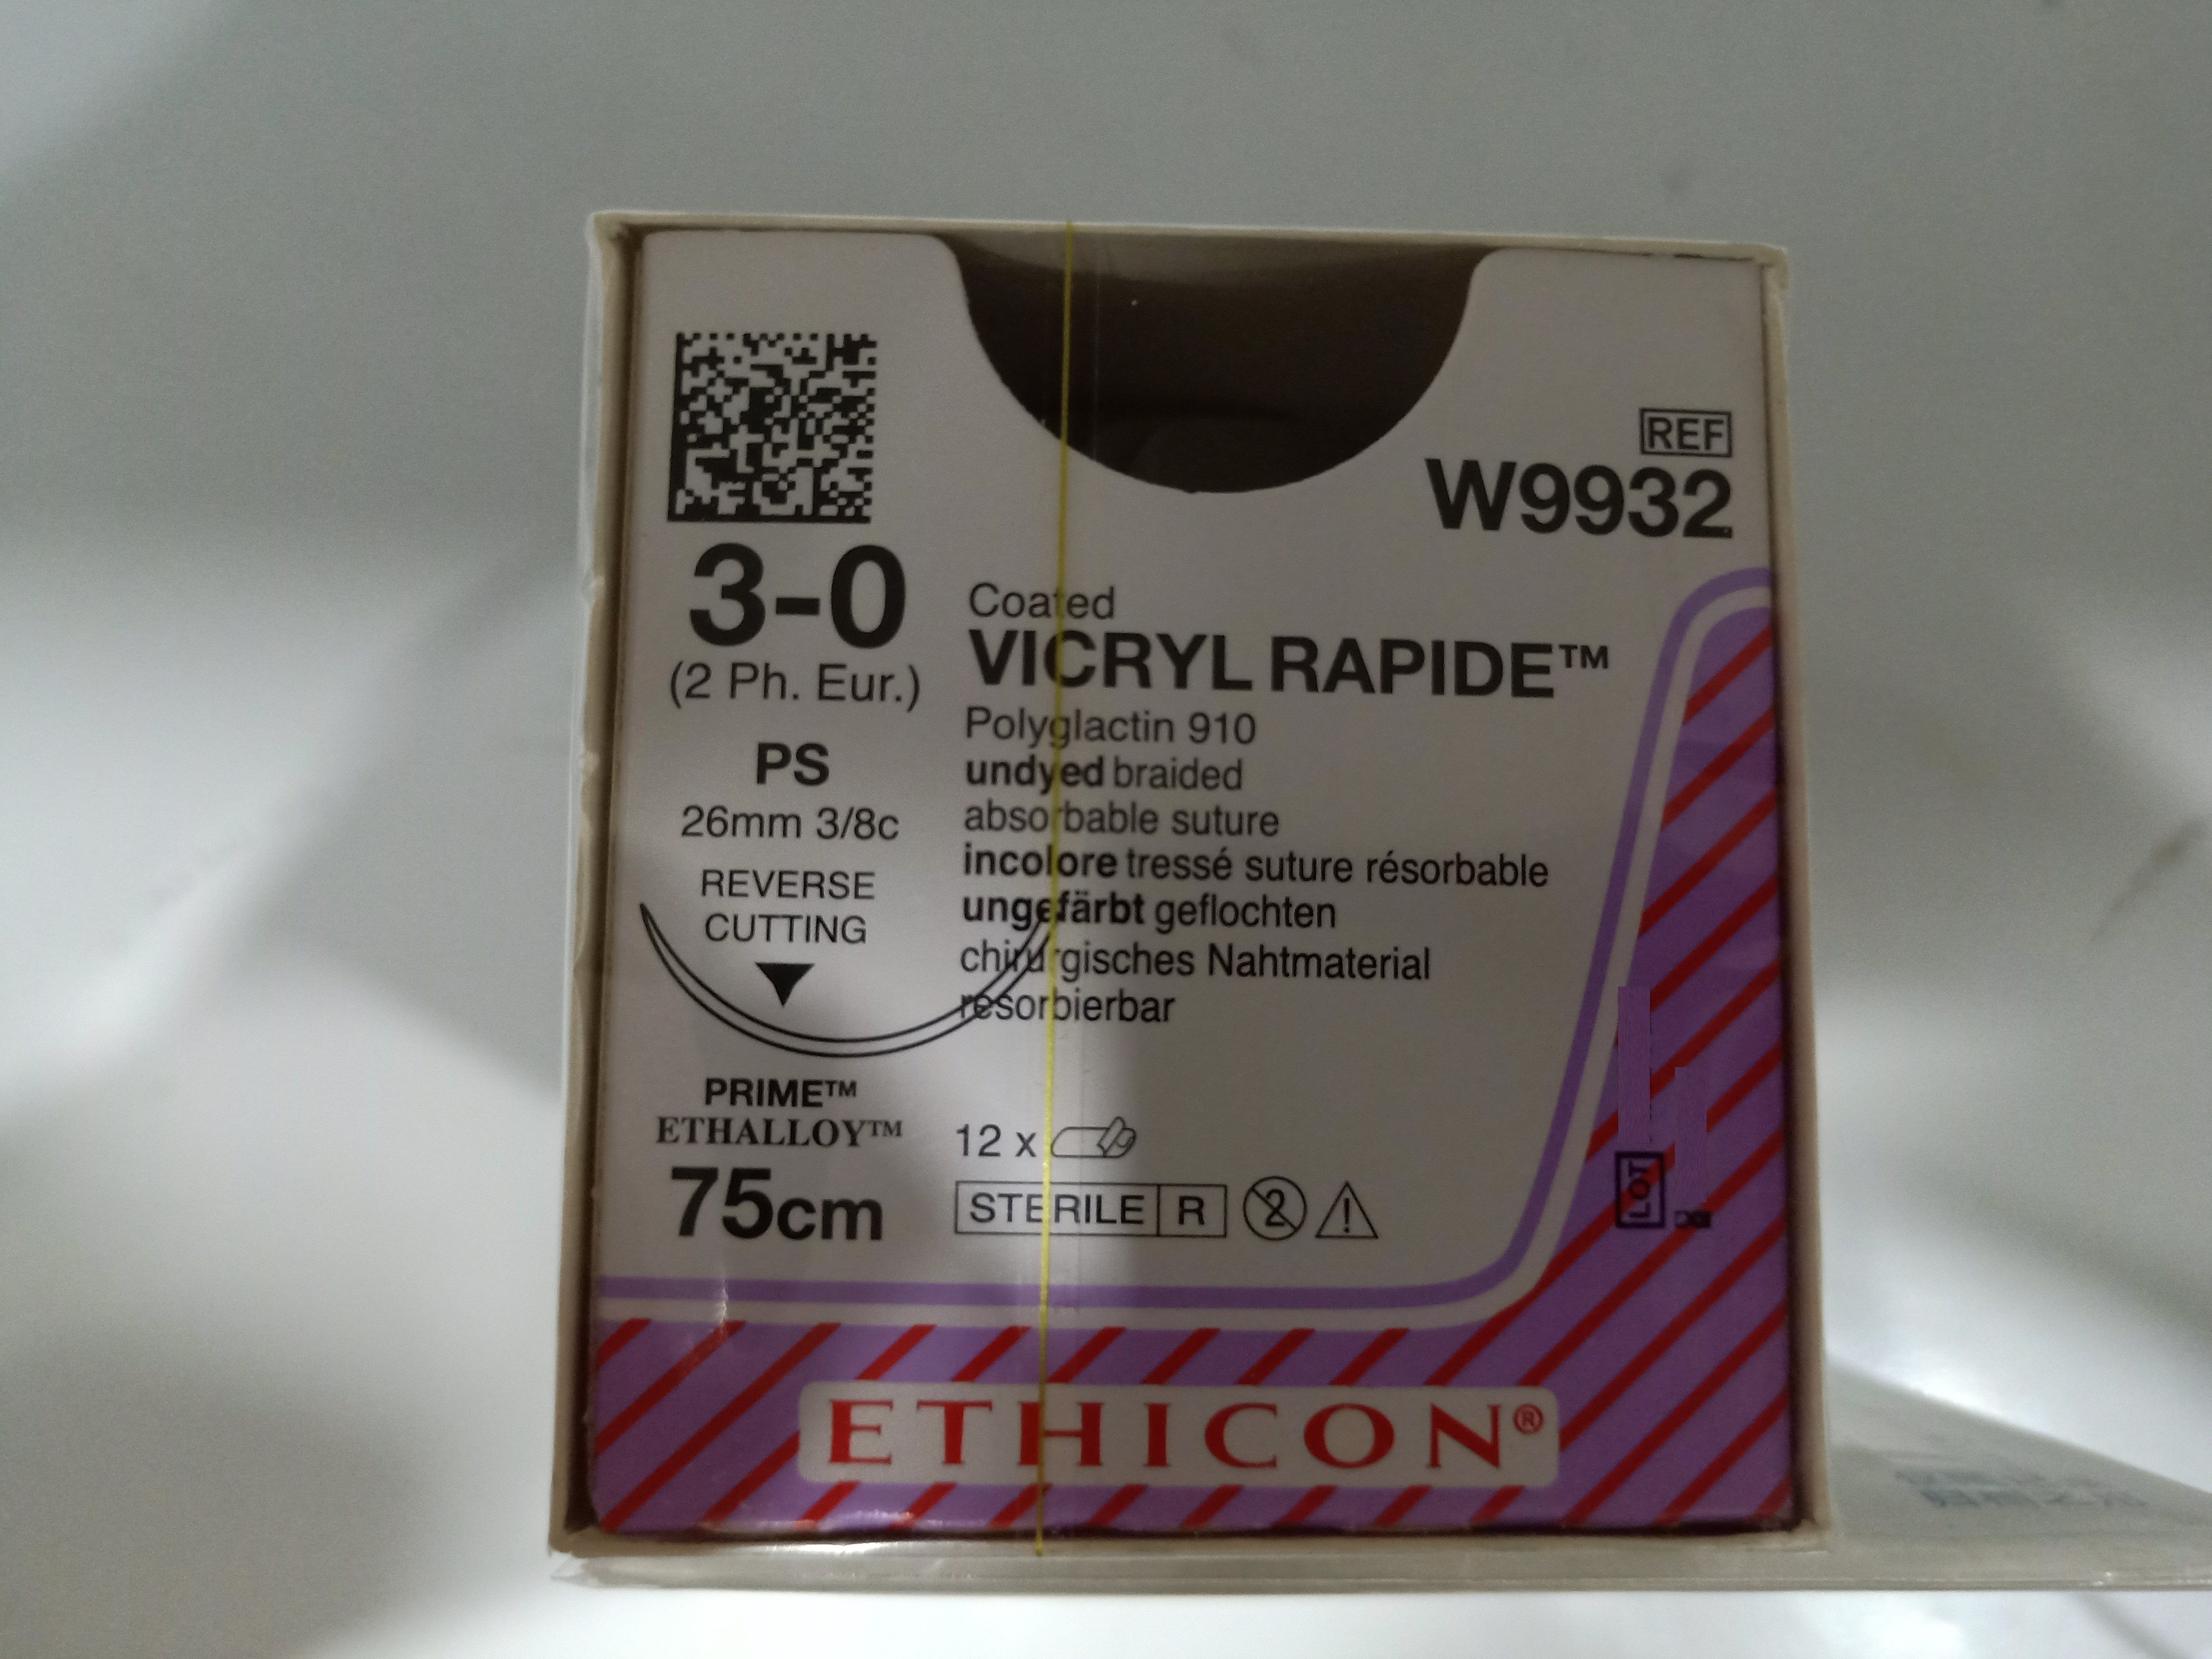 REF
W9932
3-0
(2 Ph. Eur.)
PS
26mm 3/8c
REVERSE
CUTTING
PRIME™
ETHALLOY™
75cm
Coated
VICRYL RAPIDE™
Polyglactin 910
undyed braided
absorbable suture
incolore tressé suture résorbable
ungefärbt geflochten
chirurgisches Nahtmaterial
resorbierbar
12 x
STERILE R
2
LOT
ETHICON®